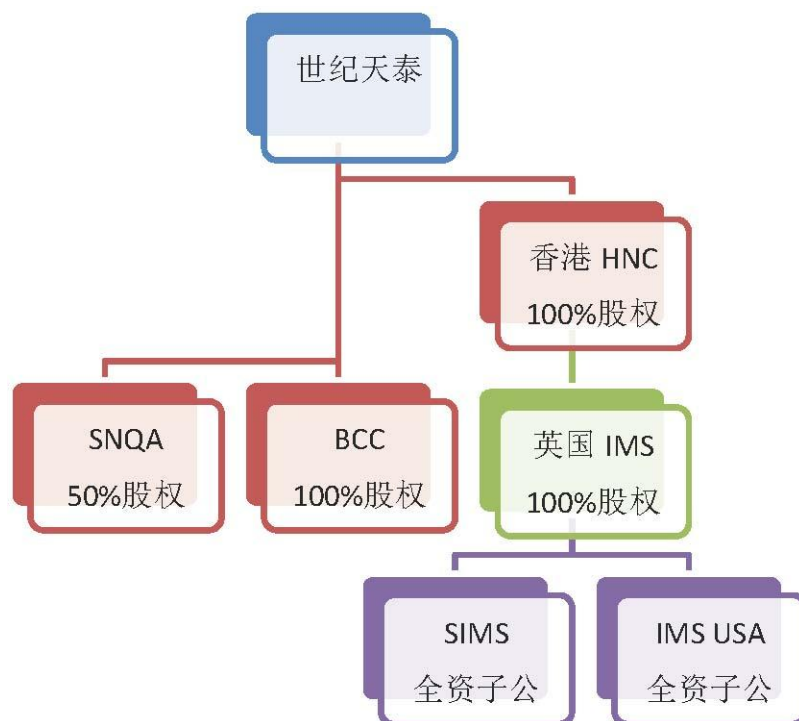 世纪天泰
香港 HNC
100%股权
SNQA
50%股权
BCC
100%股权
英国 IMS
100%股权
SIMS
全资子公
IMS USA
全资子公